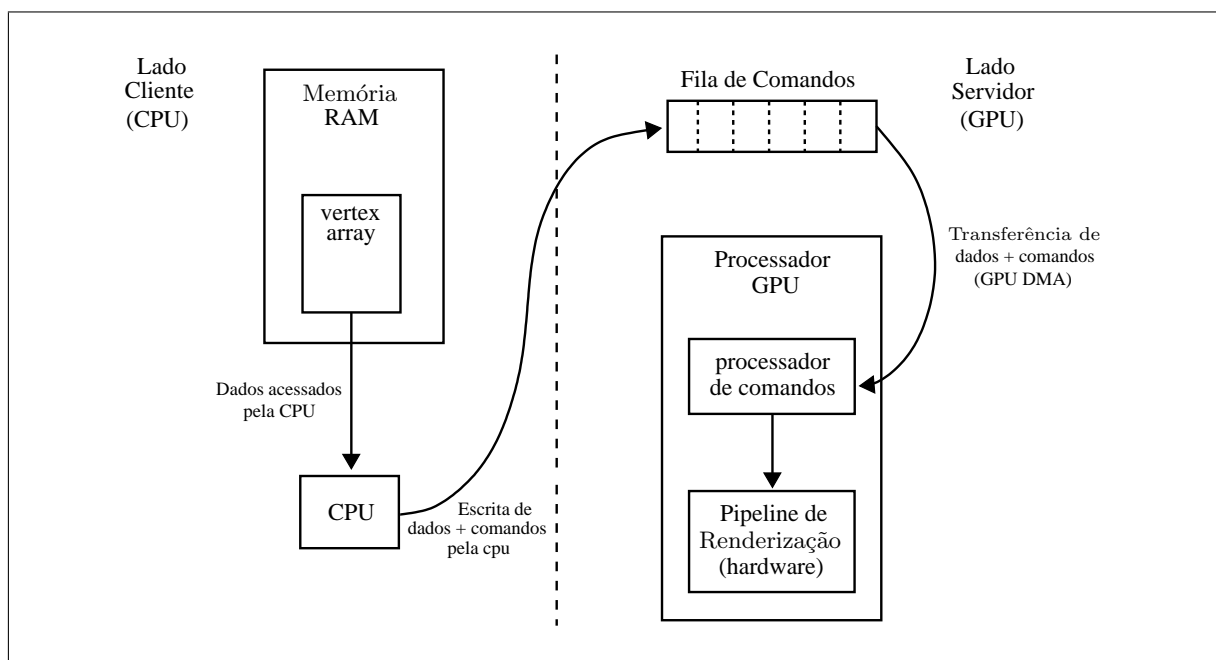 Lado
Cliente
(CPU)
Memória
RAM
vertex
array
Dados acessados
pela CPU
CPU
Escrita de
dados + comandos
pela cpu
Fila de Comandos
Lado
Servidor
(GPU)
Transferência de
dados + comandos
(GPU DMA)
Processador
GPU
processador
de comandos
Pipeline de
Renderização
(hardware)